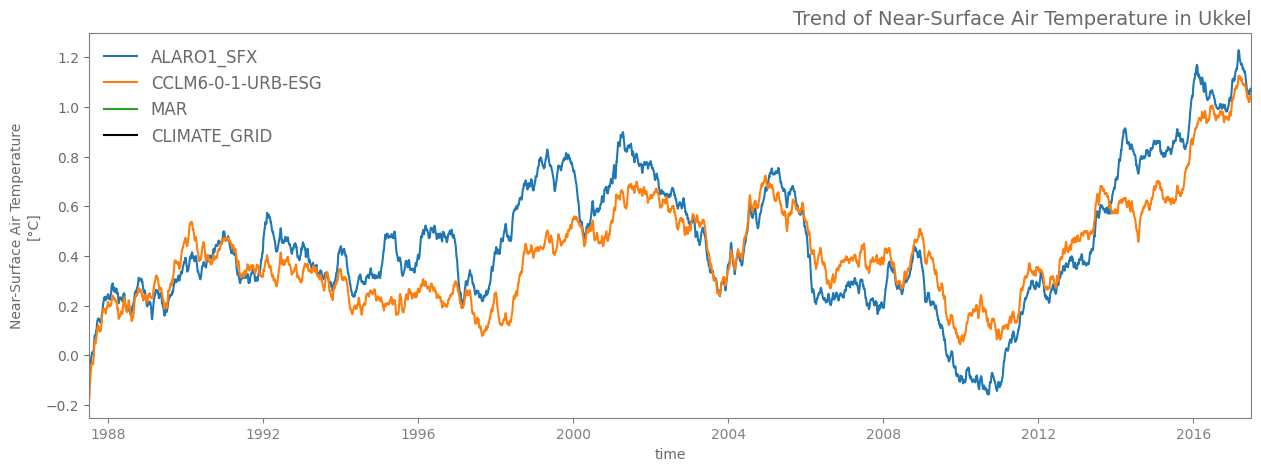 Trend of Near-Surface Air Temperature in Ukkel
ALARO1_SFX
CCLM6-0-1-URB-ESG
MAR
CLIMATE_GRID
Near-Surface Air Temperature
[°C]
1.2
1.0
0.8
0.6
0.4
0.2
0.0
−0.2
1988 1992 1996 2000 2004 2008 2012 2016
time